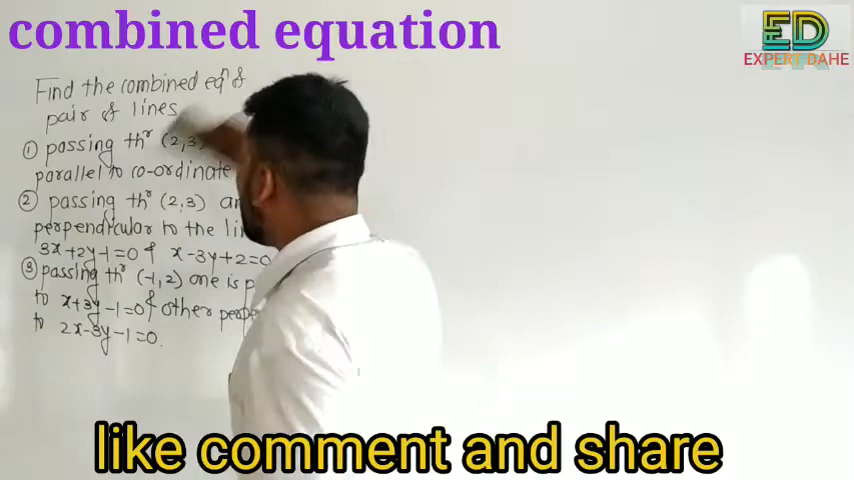 combined equation
ED
EXPERT DAHE
Find the combined eqn of
pair of lines
① passing thr (2,3)
parallel to co-ordinate
② passing thr (2,3)
perpendicular to the
3x+2y-1=0 & x-3y+2=0
③ passing thr (-1,2) one is
to x+3y-1=0 & other
to 2x-3y-1=0.
like comment and share